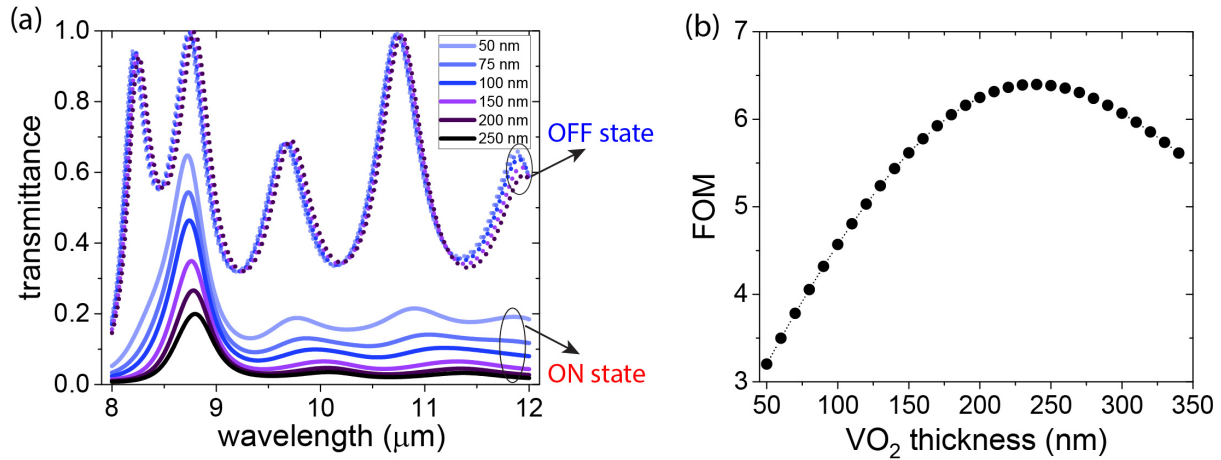 (a)
1.0
0.8
0.6
0.4
0.2
0.0
transmittance
8
9
10
11
12
wavelength (μm)
50 nm
75 nm
100 nm
150 nm
200 nm
250 nm
OFF state
ON state
(b)
7
6
5
4
3
FOM
50
100
150
200
250
300
350
VO₂ thickness (nm)